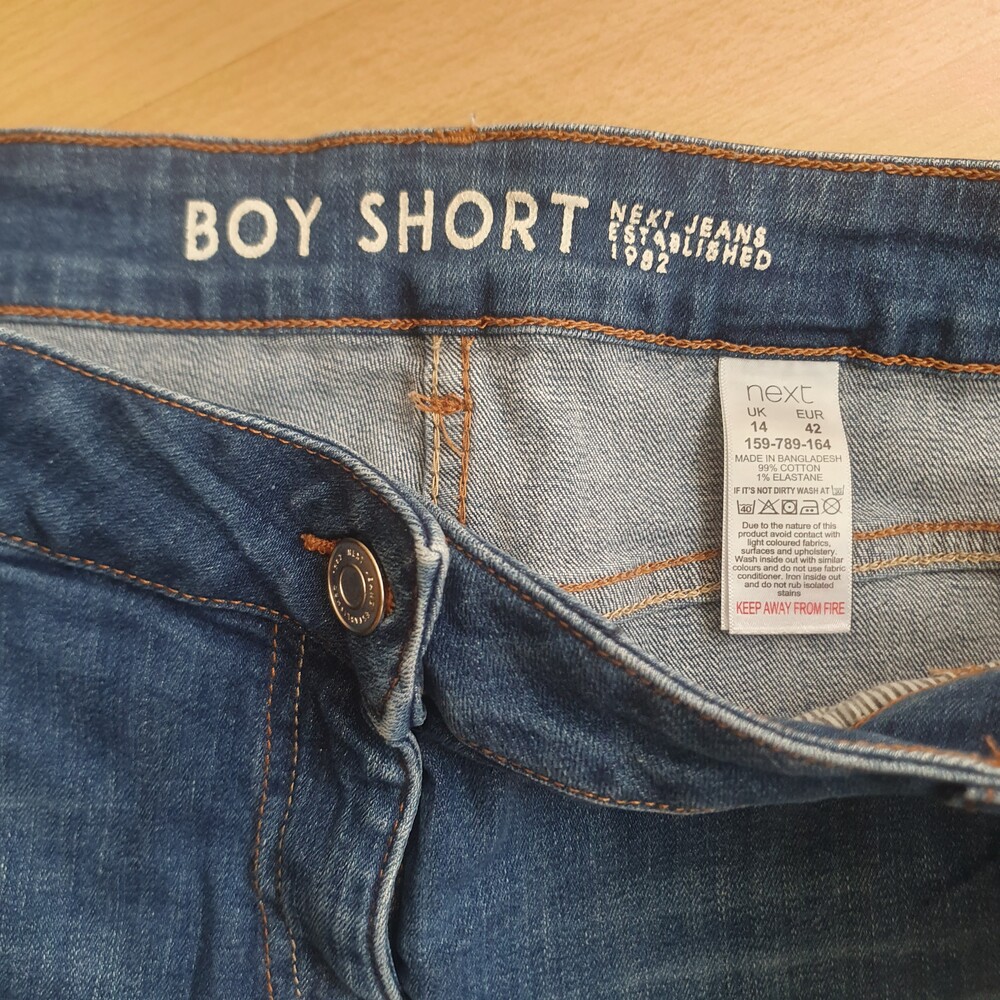 BOY SHORT
NEXT JEANS
ESTABLISHED
1982
next
UK EUR
14 42
159-789-164
MADE IN BANGLADESH
99% COTTON
1% ELASTANE
IF IT'S NOT DIRTY WASH AT 30
40
Due to the nature of this
product avoid contact with
light coloured fabrics,
surfaces and upholstery.
Wash inside out with similar
colours and do not use fabric
conditioner. Iron inside out
and do not rub isolated
stains
KEEP AWAY FROM FIRE